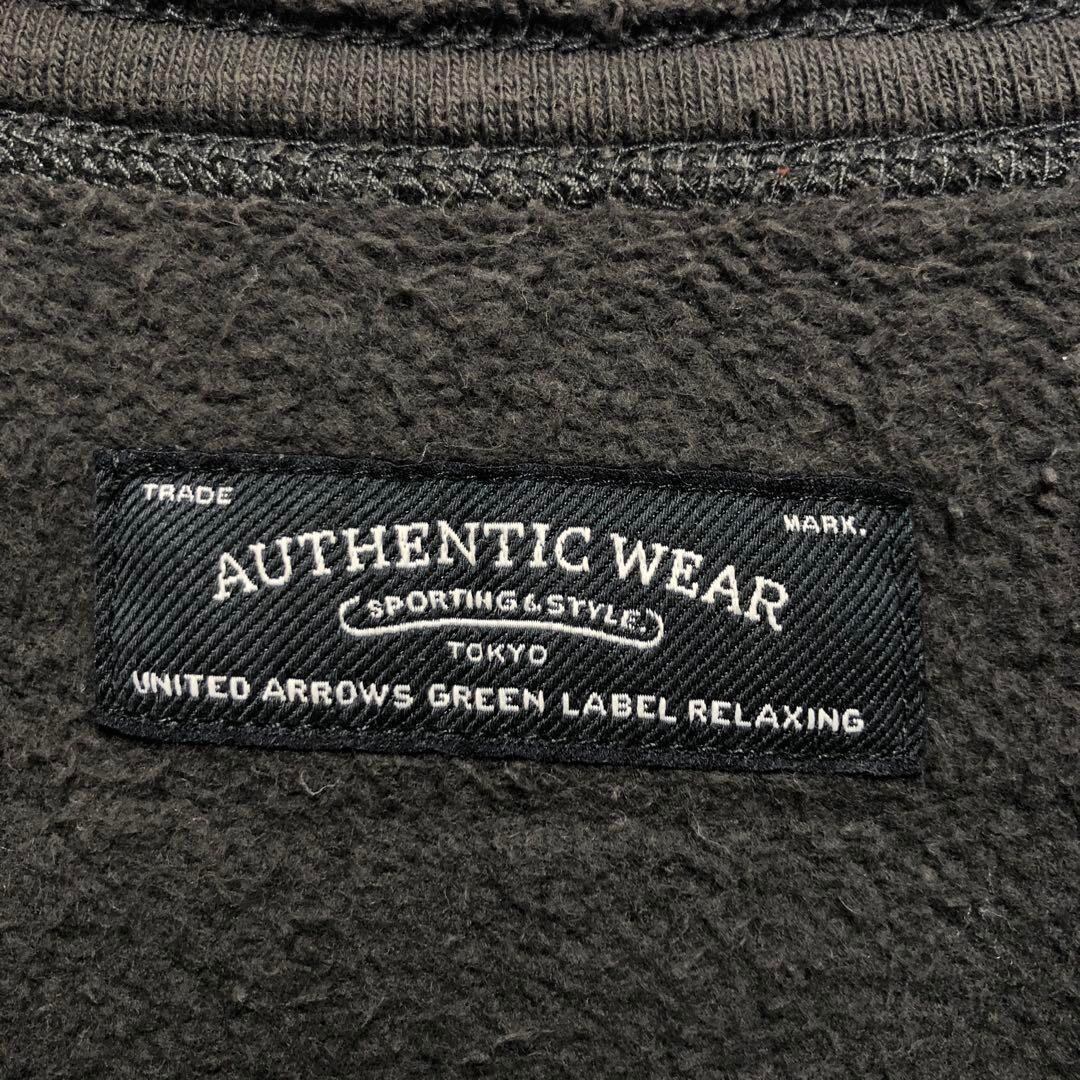 TRADE MARK.
AUTHENTIC WEAR
SPORTING & STYLE.
TOKYO
UNITED ARROWS GREEN LABEL RELAXING